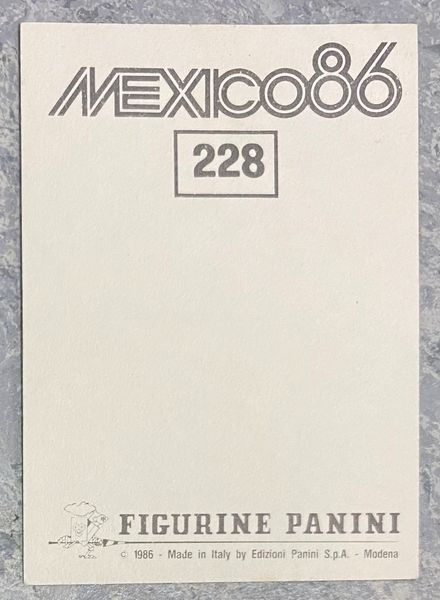 MEXICO86
228
FIGURINE PANINI
© 1986 - Made in Italy by Edizioni Panini S.p.A. - Modena